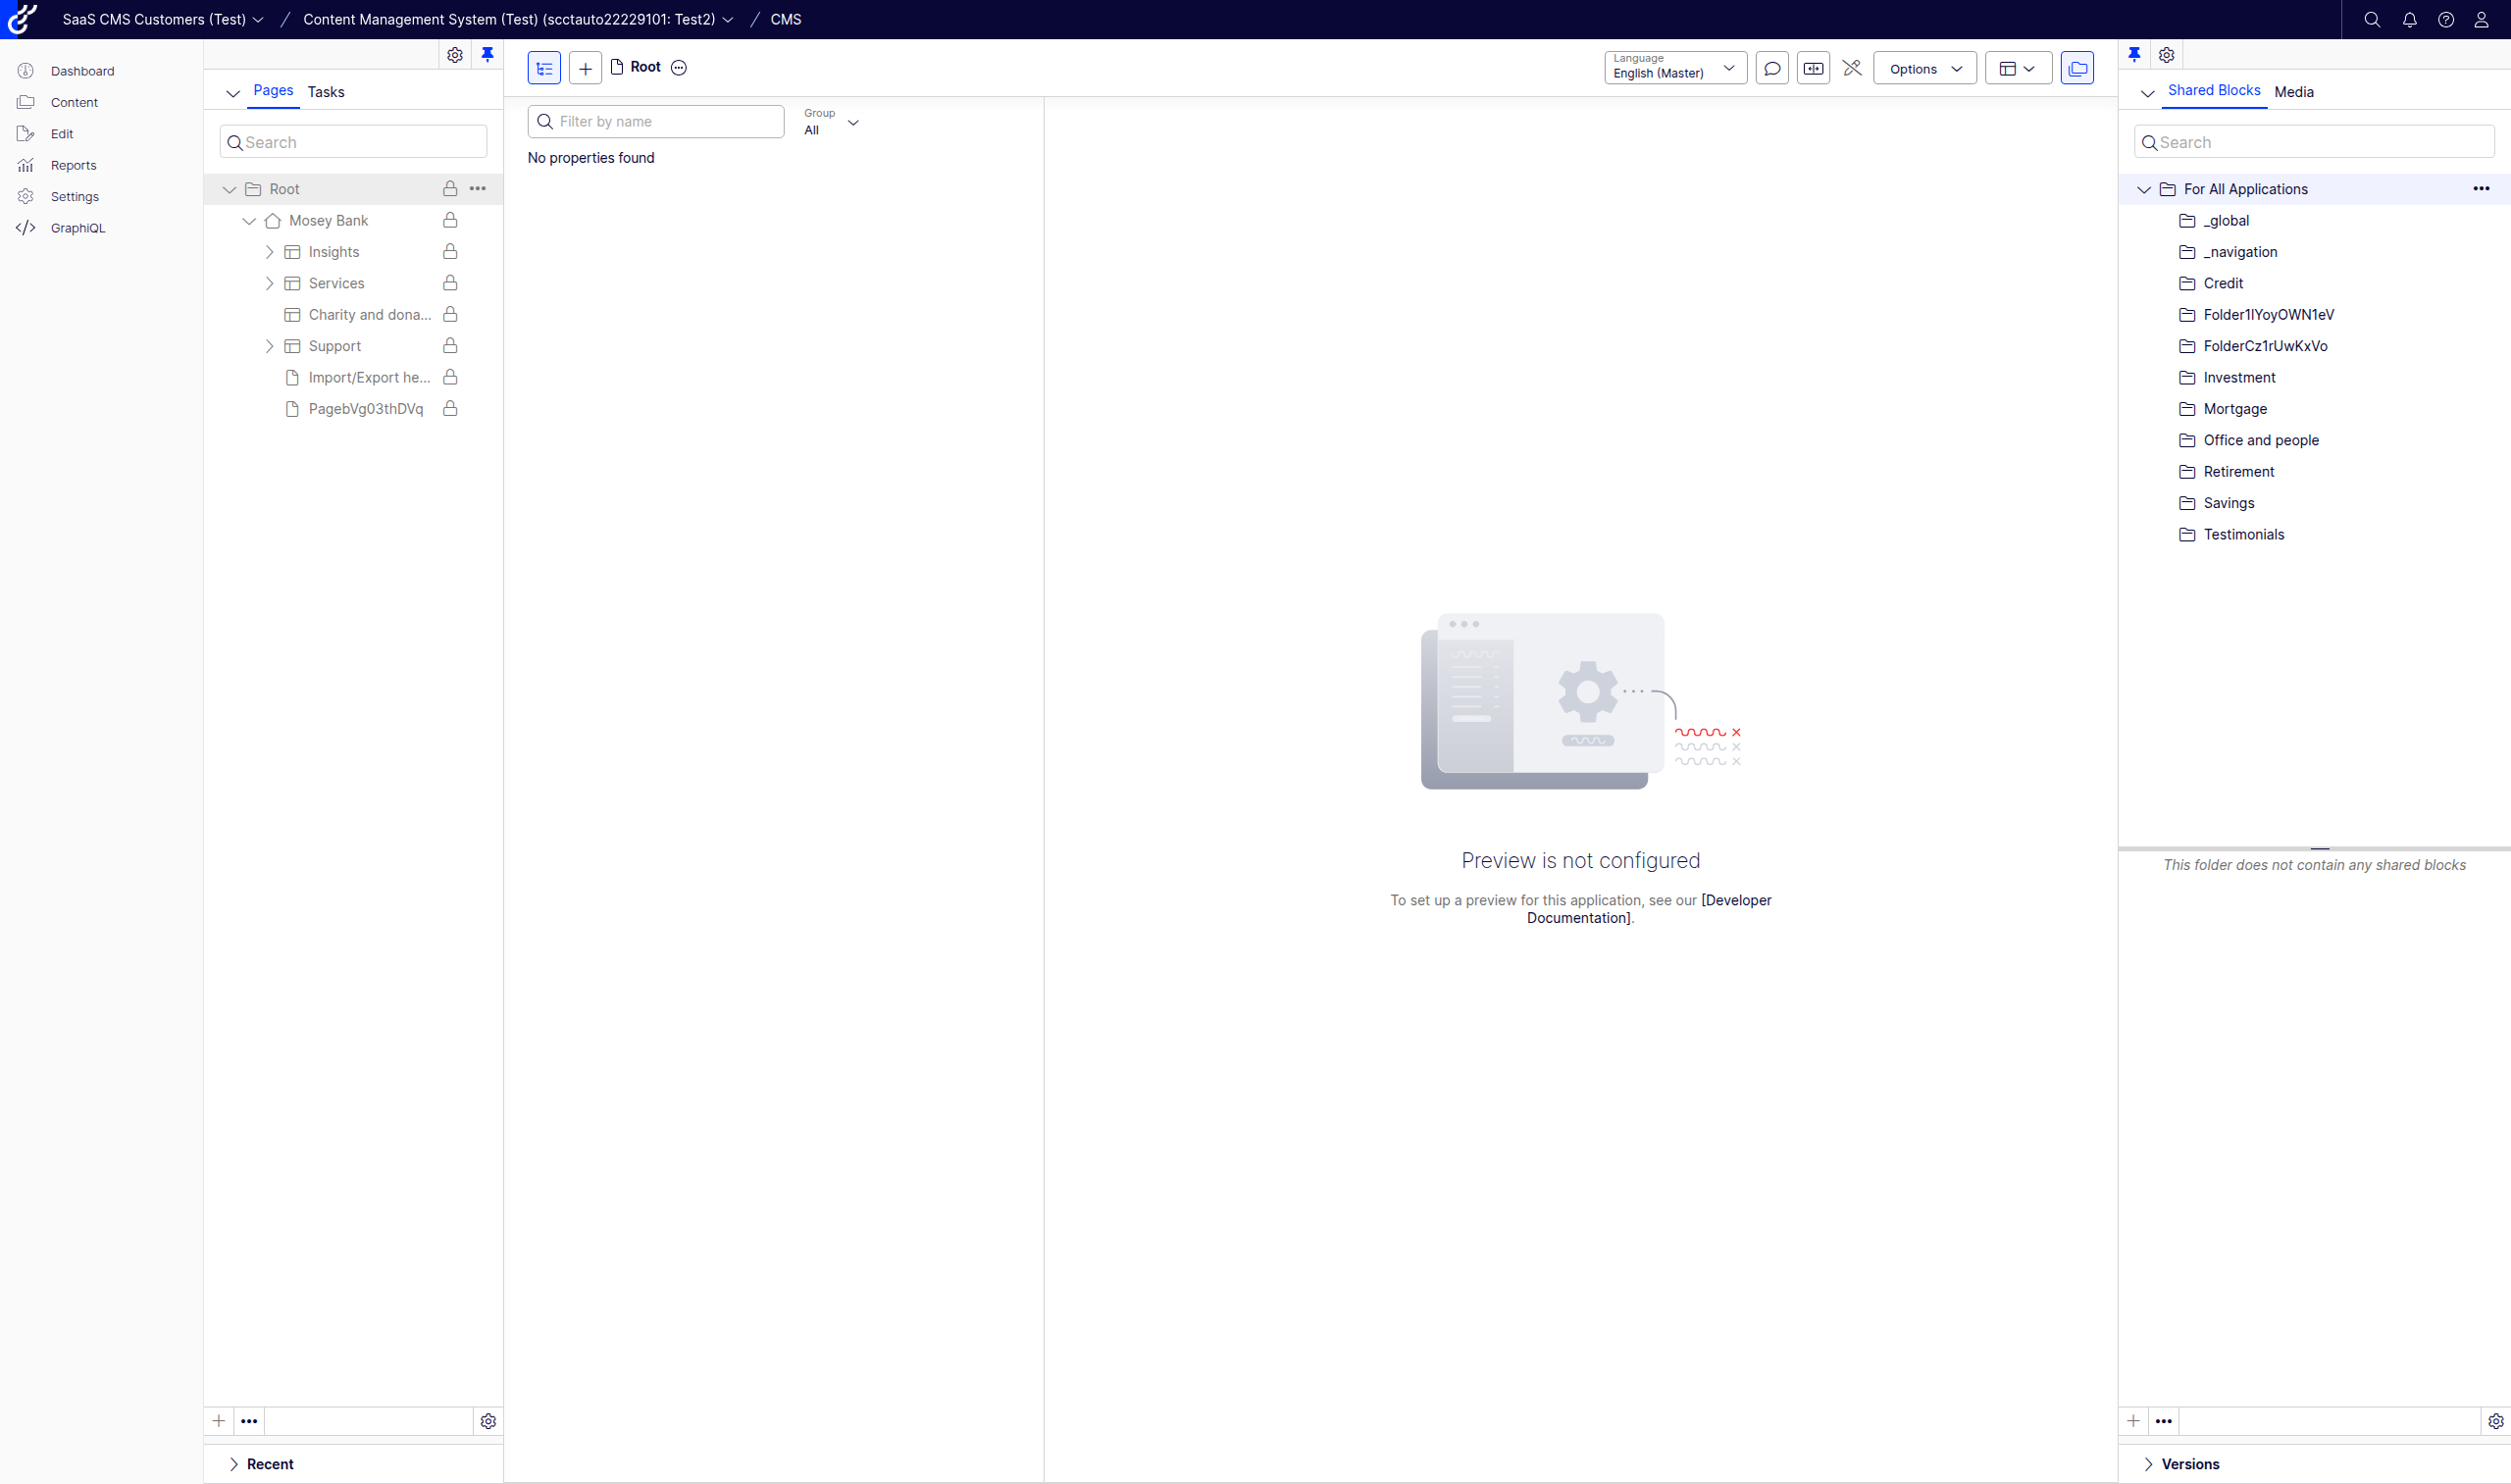 SaaS CMS Customers (Test) / Content Management System (Test) (scctauto22229101: Test2) / CMS
Dashboard
Content
Edit
Reports
Settings
GraphiQL
Pages Tasks
Search
Root
Mosey Bank
Insights
Services
Charity and dona...
Support
Import/Export he...
PagebVg03thDVq
Recent
Root
Language
English (Master)
Options
Filter by name
Group
All
No properties found
Preview is not configured
To set up a preview for this application, see our [Developer
Documentation].
Shared Blocks Media
Search
For All Applications
_global
_navigation
Credit
Folder1lYoyOWN1eV
FolderCz1rUwKxVo
Investment
Mortgage
Office and people
Retirement
Savings
Testimonials
This folder does not contain any shared blocks
Versions